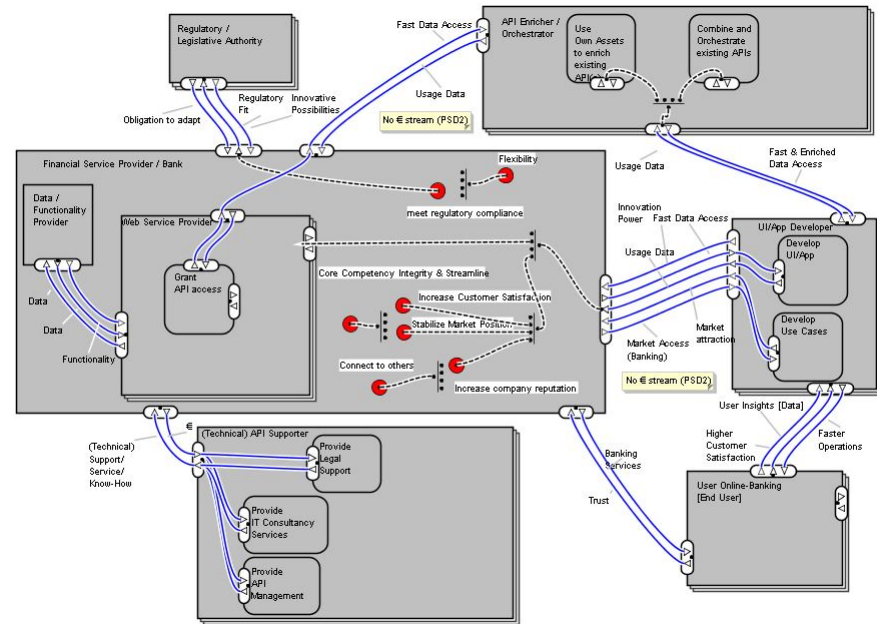 Regulatory /
Legislative Authority
Fast Data Access
API Enricher /
Orchestrator
Use
Own Assets
to enrich
existing
Combine and
Orchestrate
existing APIs
Obligation to adapt
Regulatory
Fit
Innovative
Possibilities
Usage Data
No € stream (PSD2)
Usage Data
Fast & Enriched
Data Access
Financial Service Provider / Bank
Flexibility
meet regulatory compliance
Data /
Functionality
Provider
Web Service Provider
Grant
API access
Core Competency Integrity & Streamline
Increase Customer Satisfaction
Stabilize Market Position
Connect to others
Increase company reputation
Data
Data
Functionality
Innovation
Power
Fast Data Access
Usage Data
Market
attraction
Market Access
(Banking)
No € stream (PSD2)
UI/App Developer
Develop
UI/App
Develop
Use Cases
€
(Technical)
Support/
Service/
Know-How
(Technical) API Supporter
Provide
Legal
Support
Provide
IT Consultancy
Services
Provide
API
Management
Banking
Services
Trust
User Insights [Data]
Higher
Customer
Satisfaction
Faster
Operations
User Online-Banking
[End User]